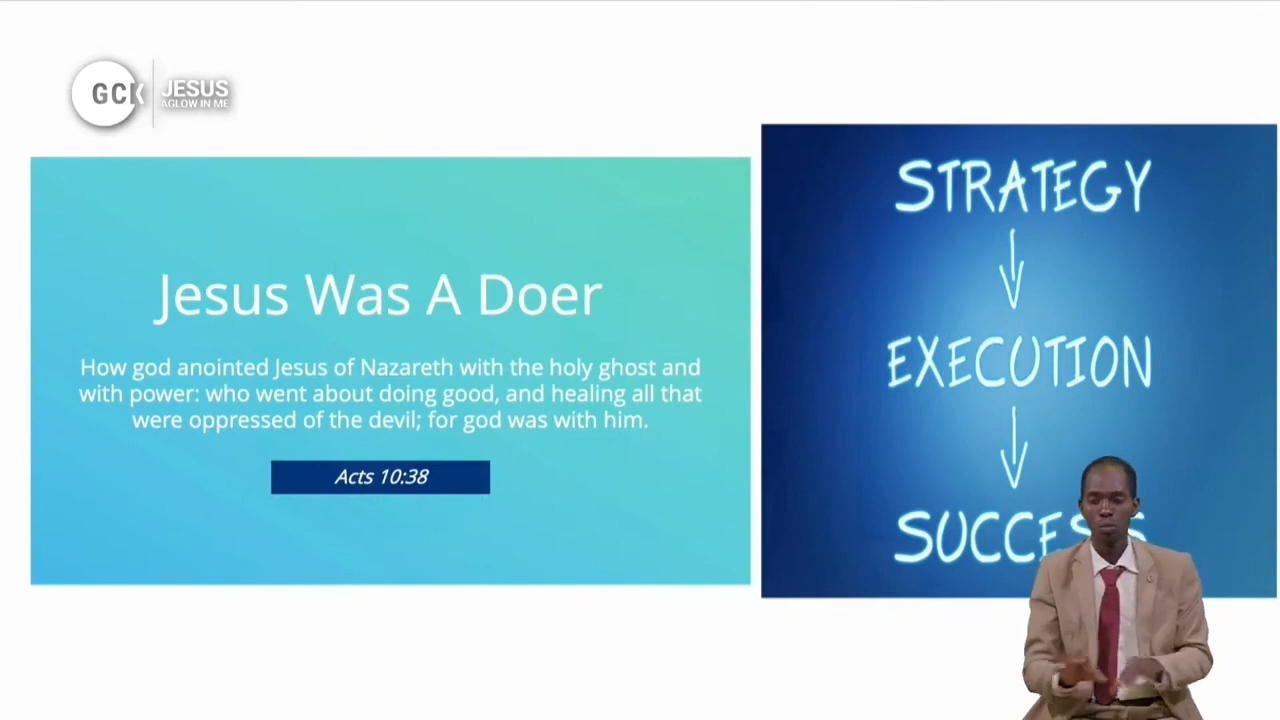 GCK
JESUS
AGLOW IN ME
Jesus Was A Doer
How god anointed Jesus of Nazareth with the holy ghost and
with power: who went about doing good, and healing all that
were oppressed of the devil; for god was with him.
Acts 10:38
STRATEGY
EXECUTION
SUCCESS